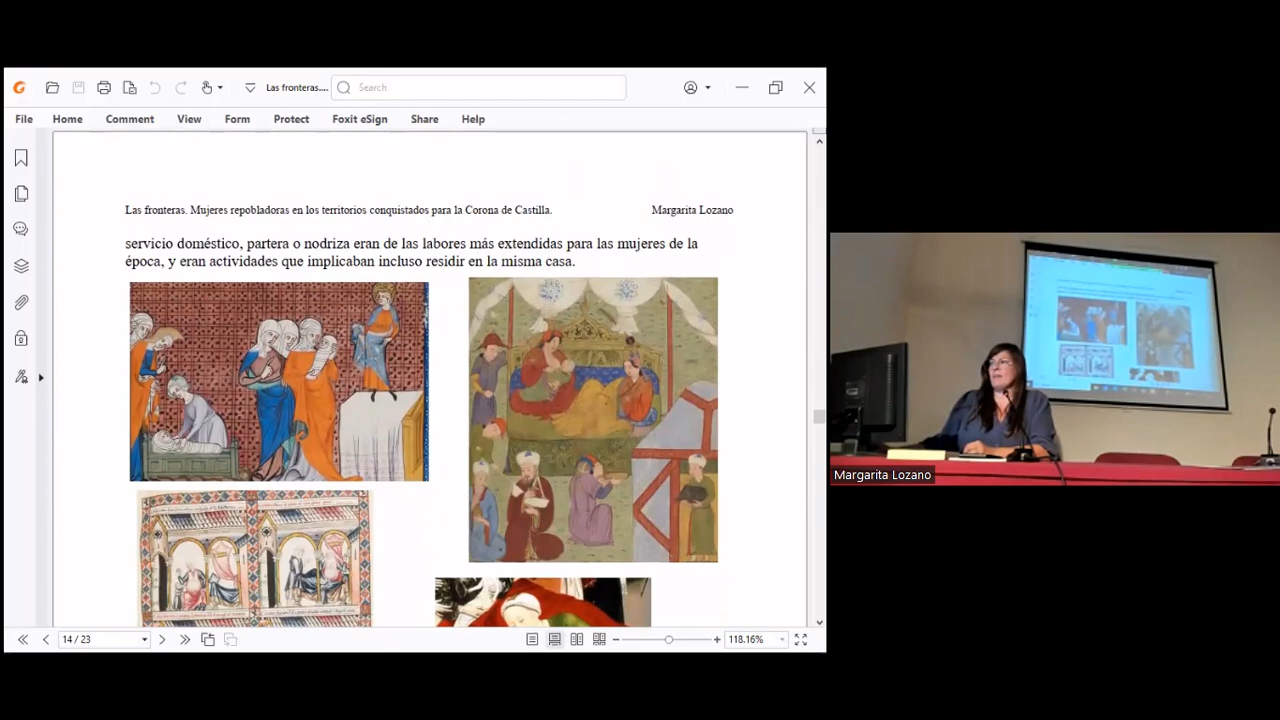 Las fronteras....
Search
File
Home
Comment
View
Form
Protect
Foxit eSign
Share
Help
Las fronteras. Mujeres repobladoras en los territorios conquistados para la Corona de Castilla.
Margarita Lozano
servicio doméstico, partera o nodriza eran de las labores más extendidas para las mujeres de la
época, y eran actividades que implicaban incluso residir en la misma casa.
14 / 23
118.16%
Margarita Lozano